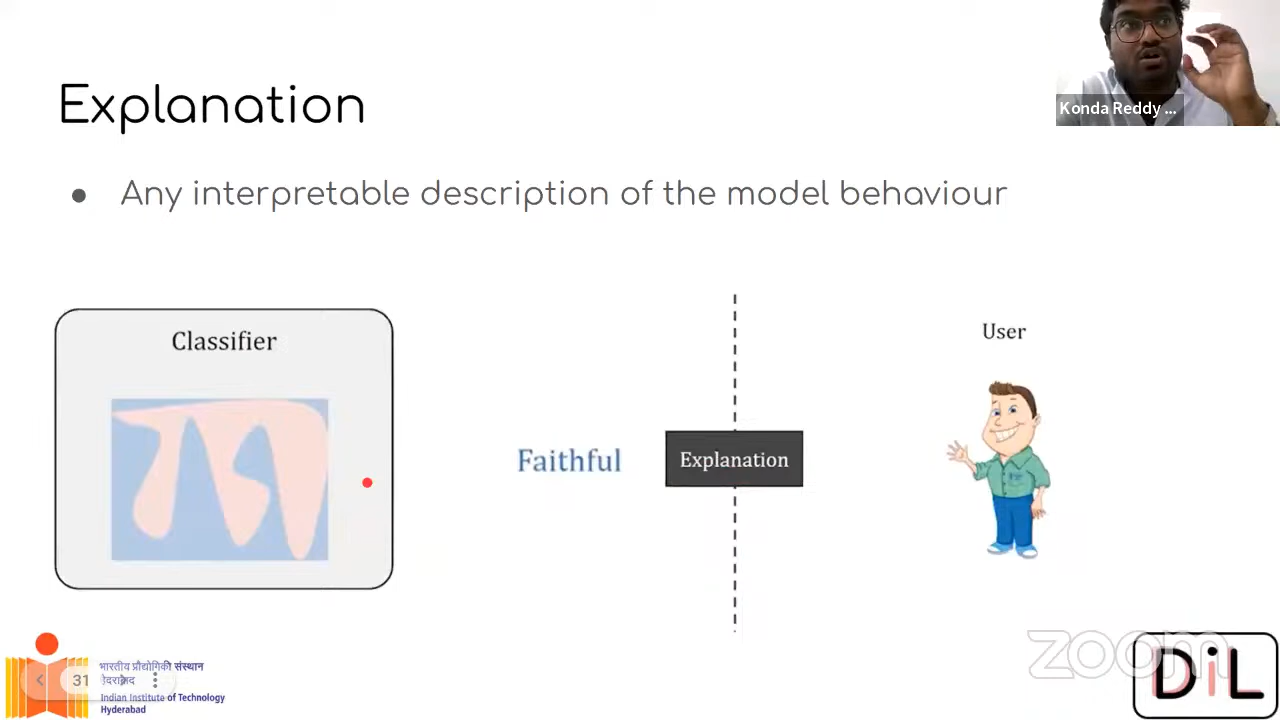 Explanation
Konda Reddy ...
● Any interpretable description of the model behaviour
Classifier
User
Faithful
Explanation
zoom
DiL
31
भारतीय प्रौद्योगिकी संस्थान
हैदराबाद
Indian Institute of Technology
Hyderabad